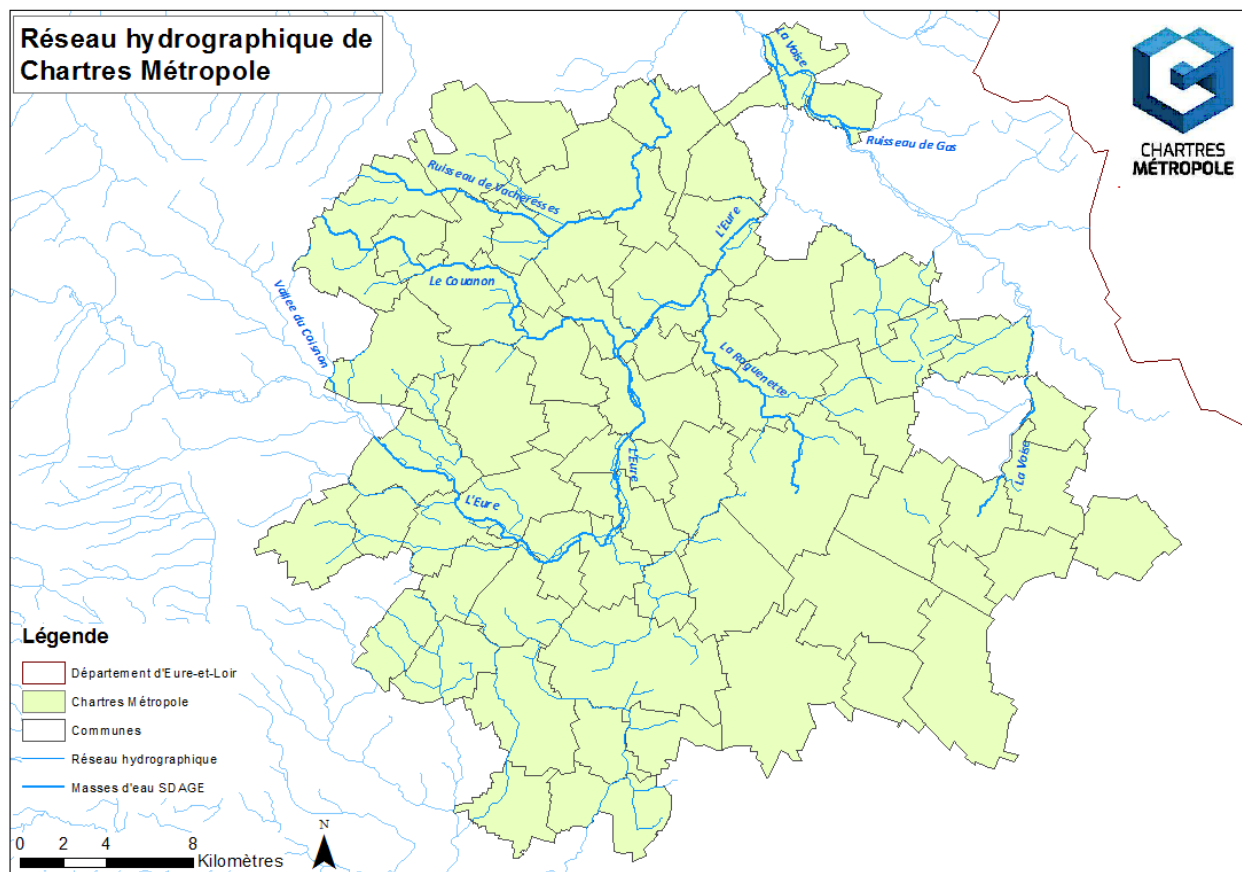 Réseau hydrographique de
Chartres Métropole
La Voise
CHARTRES
MÉTROPOLE
Ruisseau de Gas
Ruisseau de Vacheresses
L'Eure
Le Couanon
Vallee du Coignon
La Roguenette
L'Eure
La Voise
L'Eure
Légende
Département d'Eure-et-Loir
Chartres Métropole
Communes
Réseau hydrographique
Masses d'eau SDAGE
0 2 4 8
Kilomètres
N